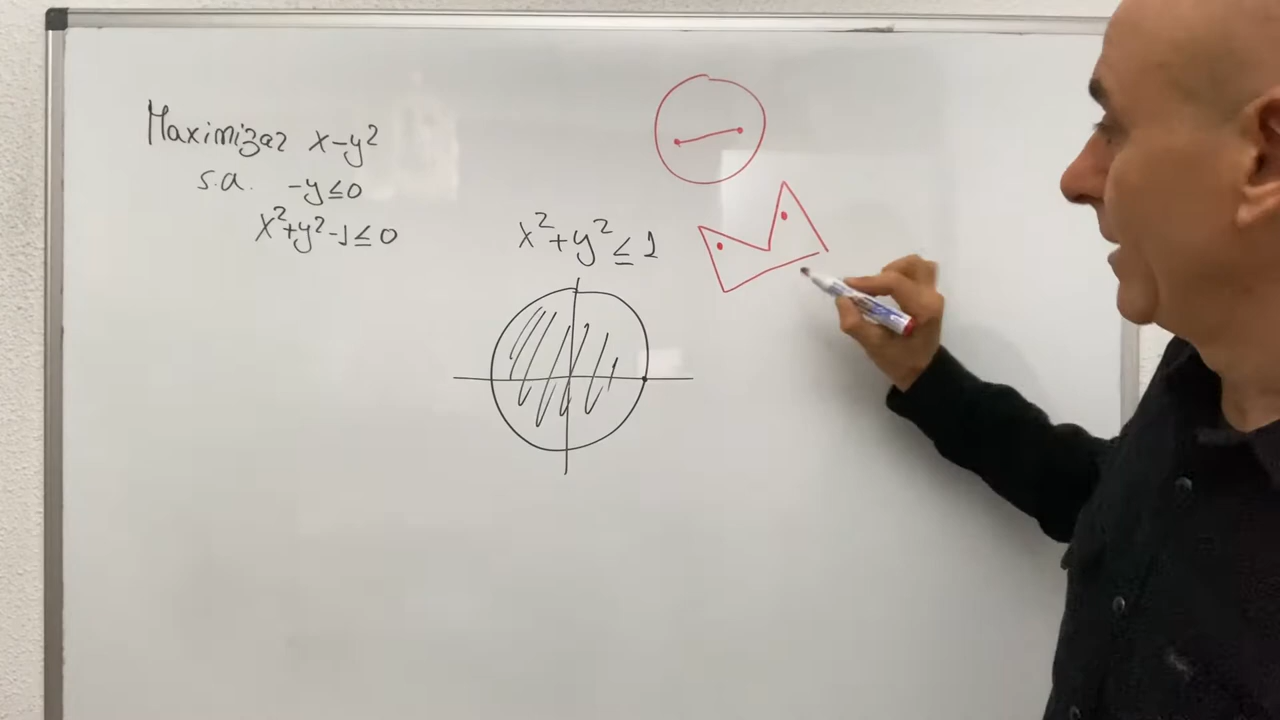 Maximizar x-y²
s.a. -y≤0
x²+y²-1≤0
x²+y²≤1